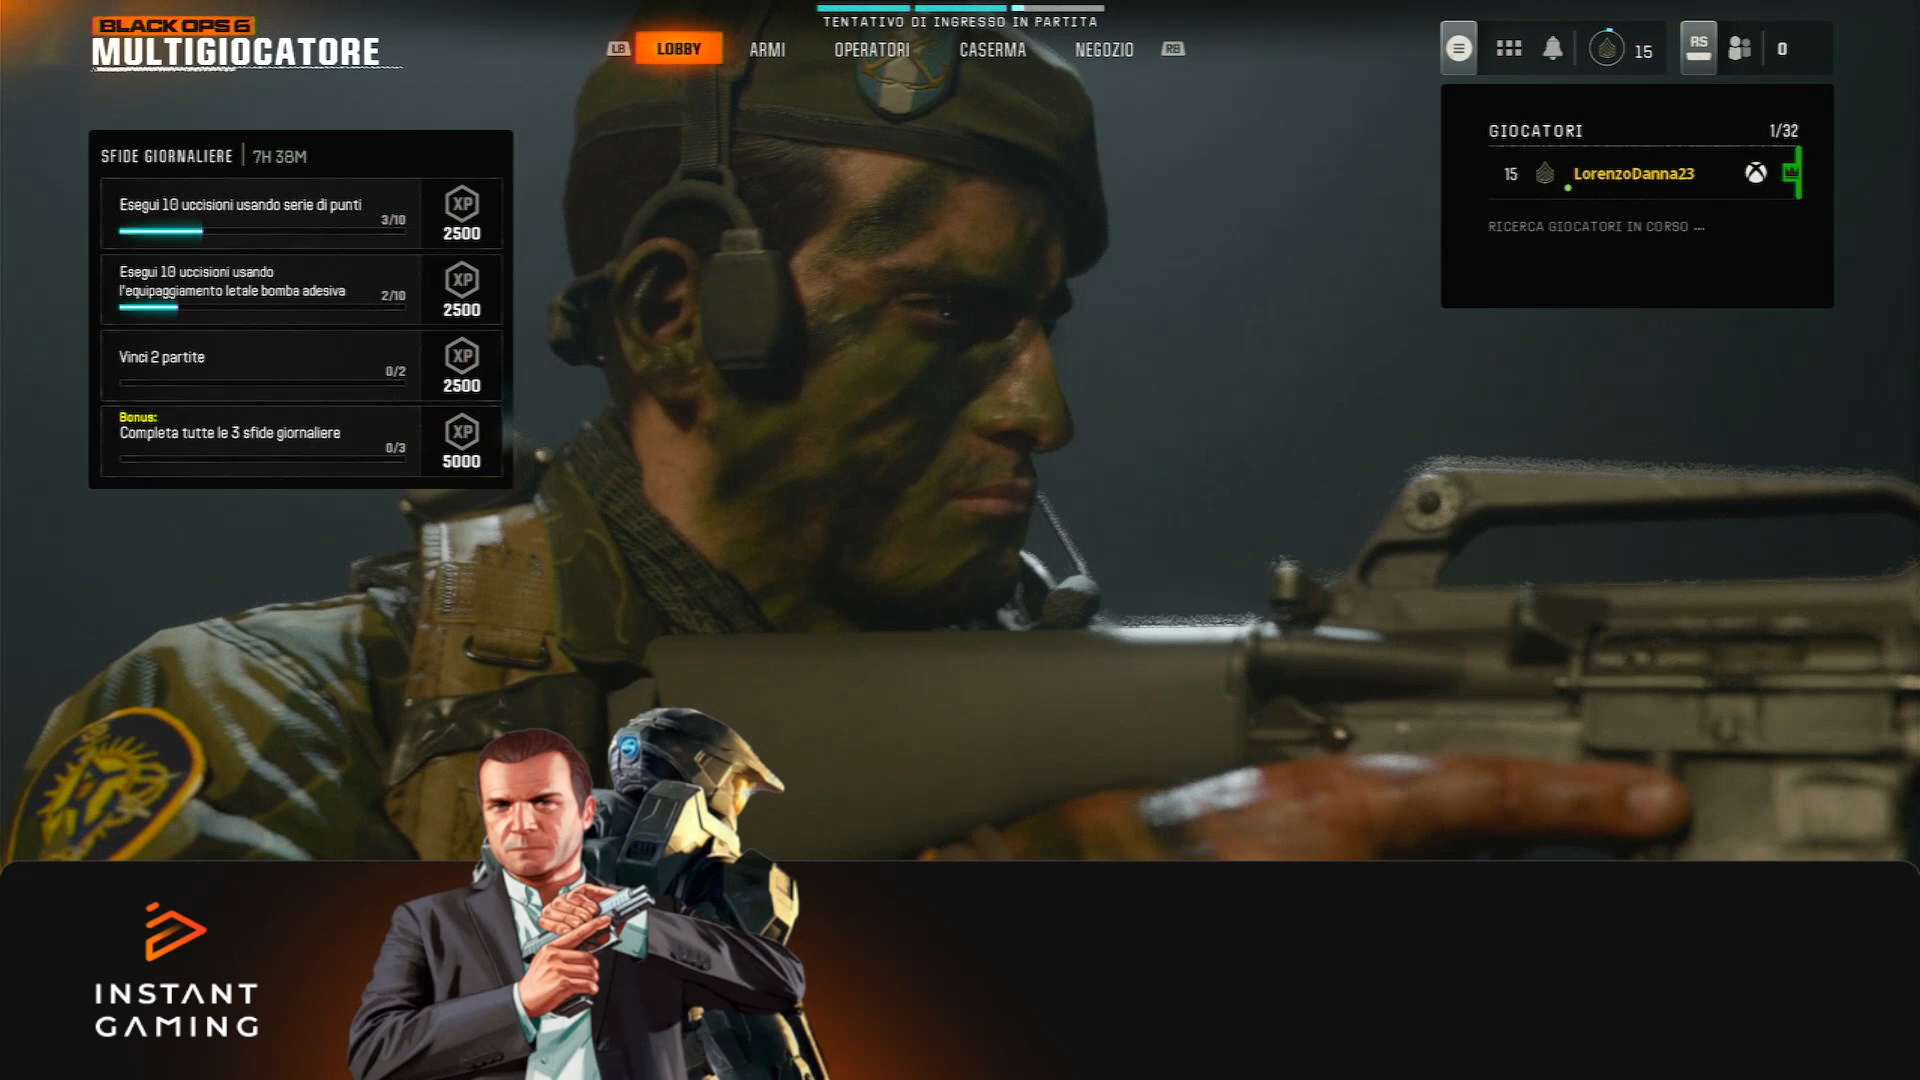 BLACK OPS 6
MULTIGIOCATORE
TENTATIVO DI INGRESSO IN PARTITA
LB LOBBY ARMI OPERATORI CASERMA NEGOZIO RB
15 RS 0
SFIDE GIORNALIERE | 7H 38M
Esegui 10 uccisioni usando serie di punti
3/10
XP
2500
Esegui 10 uccisioni usando
l'equipaggiamento letale bomba adesiva
2/10
XP
2500
Vinci 2 partite
0/2
XP
2500
Bonus:
Completa tutte le 3 sfide giornaliere
0/3
XP
5000
GIOCATORI 1/32
15 LorenzoDanna23
RICERCA GIOCATORI IN CORSO ...
INSTANT
GAMING